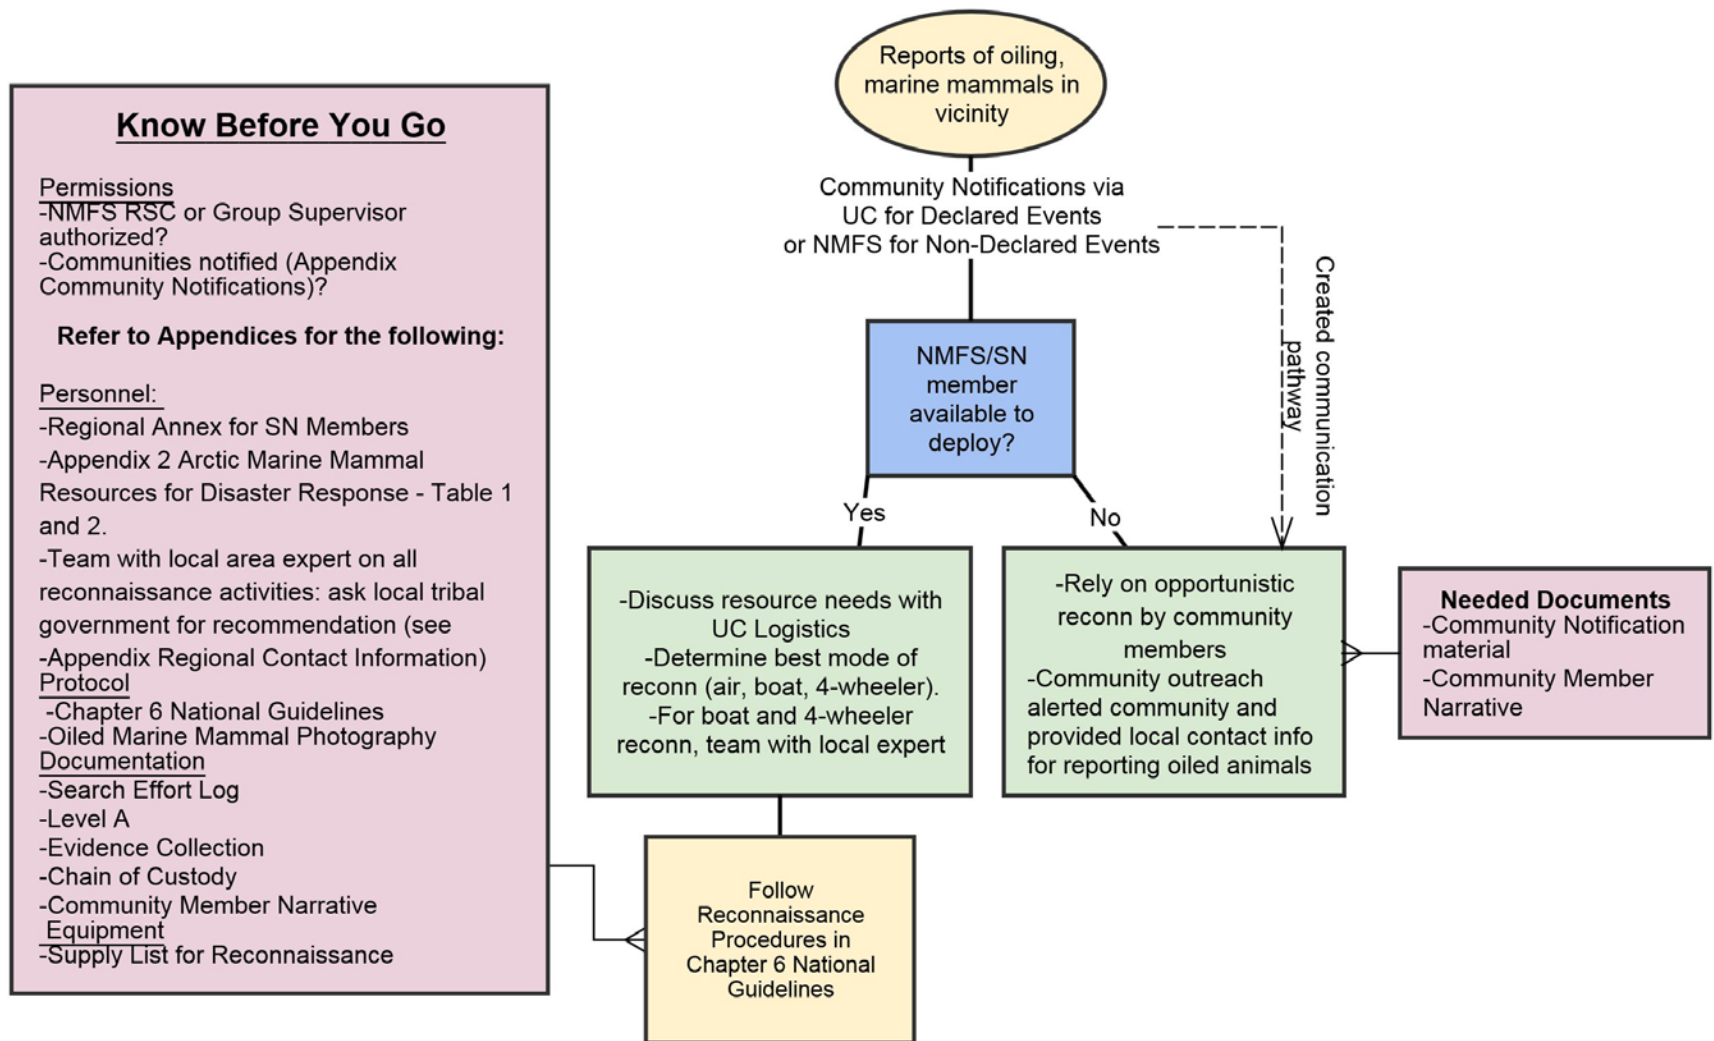 Reports of oiling,
marine mammals in
vicinity
Community Notifications via
UC for Declared Events
or NMFS for Non-Declared Events
Created communication
pathway
NMFS/SN
member
available to
deploy?
Yes
No
-Discuss resource needs with
UC Logistics
-Determine best mode of
reconn (air, boat, 4-wheeler).
-For boat and 4-wheeler
reconn, team with local expert
-Rely on opportunistic
reconn by community
members
-Community outreach
alerted community and
provided local contact info
for reporting oiled animals
Needed Documents
-Community Notification
material
-Community Member
Narrative
Follow
Reconnaissance
Procedures in
Chapter 6 National
Guidelines
Know Before You Go
Permissions
-NMFS RSC or Group Supervisor
authorized?
-Communities notified (Appendix
Community Notifications)?
Refer to Appendices for the following:
Personnel:
-Regional Annex for SN Members
-Appendix 2 Arctic Marine Mammal
Resources for Disaster Response - Table 1
and 2.
-Team with local area expert on all
reconnaissance activities: ask local tribal
government for recommendation (see
-Appendix Regional Contact Information)
Protocol
-Chapter 6 National Guidelines
-Oiled Marine Mammal Photography
Documentation
-Search Effort Log
-Level A
-Evidence Collection
-Chain of Custody
-Community Member Narrative
Equipment
-Supply List for Reconnaissance